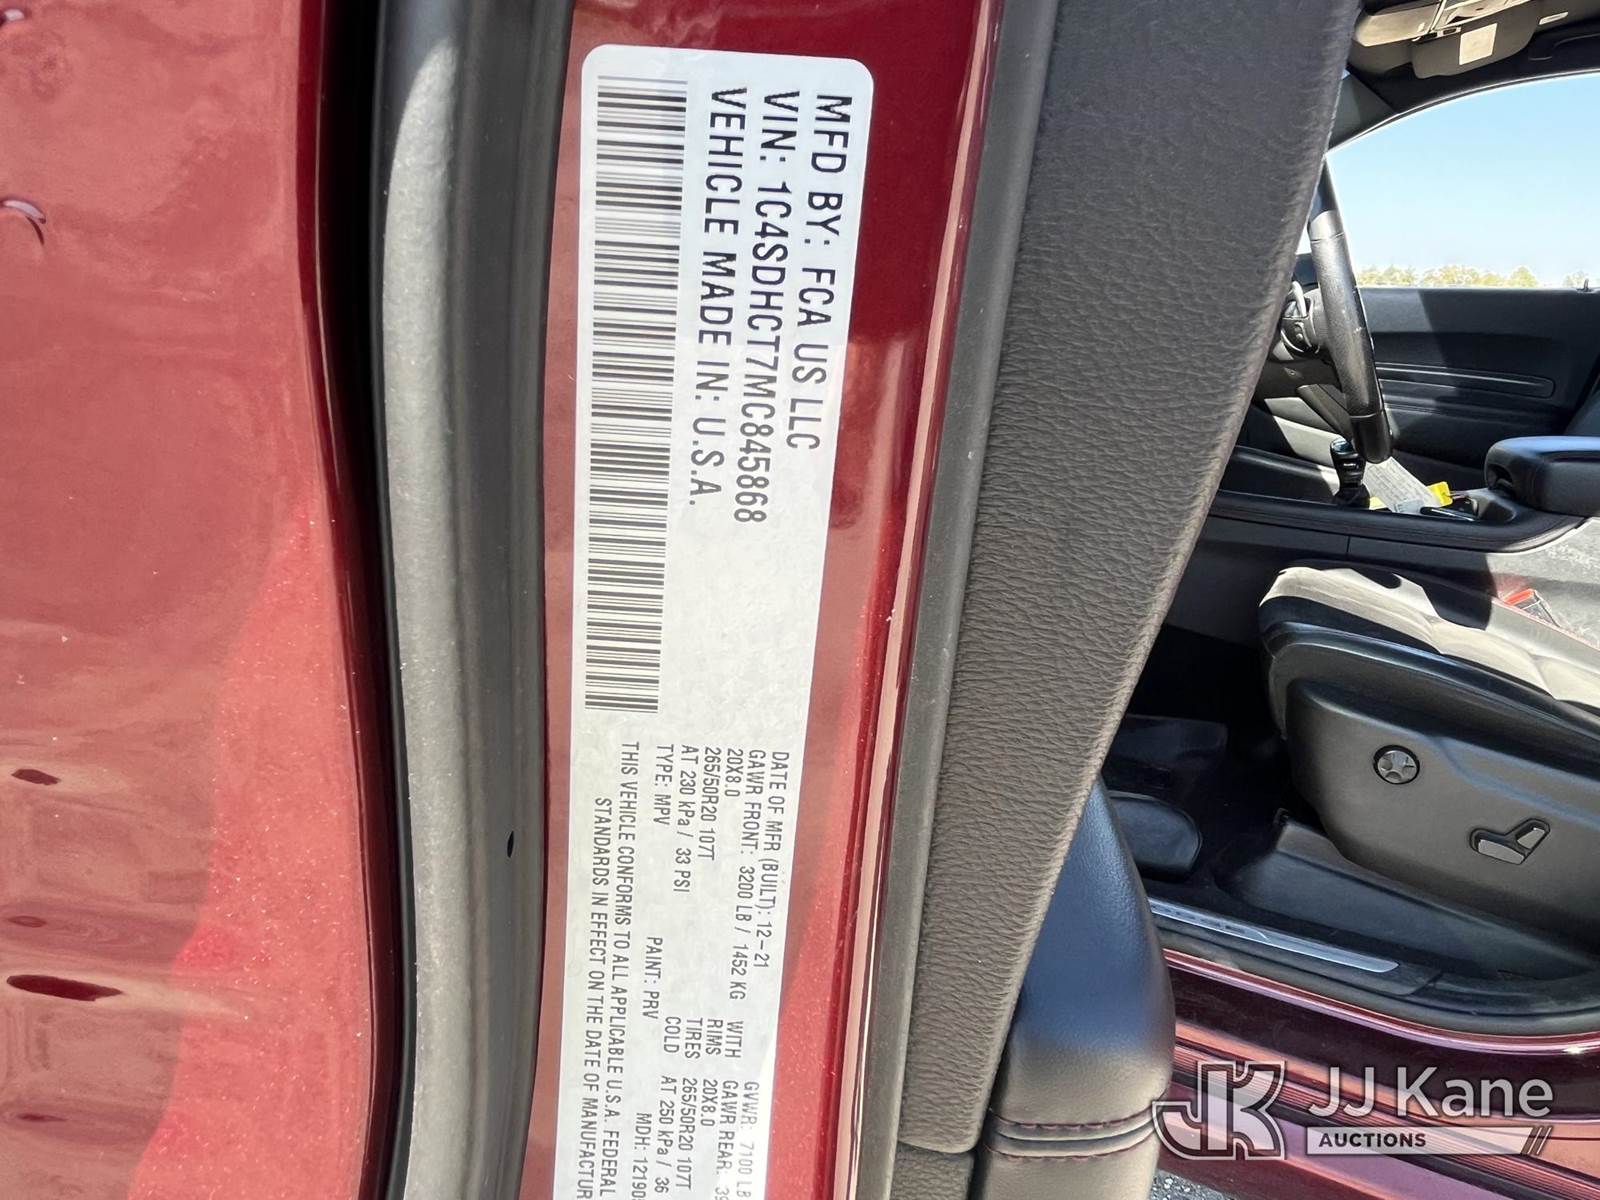 MFD BY: FCA US LLC
VIN: 1C4SDHCT7MC845868
VEHICLE MADE IN: U.S.A.
DATE OF MFR (BUILT): 12-21
GVWR: 7100 LB
GAWR FRONT: 3200 LB / 1452 KG WITH
GAWR REAR:
20X8.0 RIMS 20X8.0
265/50R20 107T TIRES 265/50R20 107T
AT 230 kPa / 33 PSI COLD AT 250 kPa / 36
TYPE: MPV PAINT: PRV MDH:
THIS VEHICLE CONFORMS TO ALL APPLICABLE U.S.A. FEDERAL
STANDARDS IN EFFECT ON THE DATE OF
JJ Kane
AUCTIONS